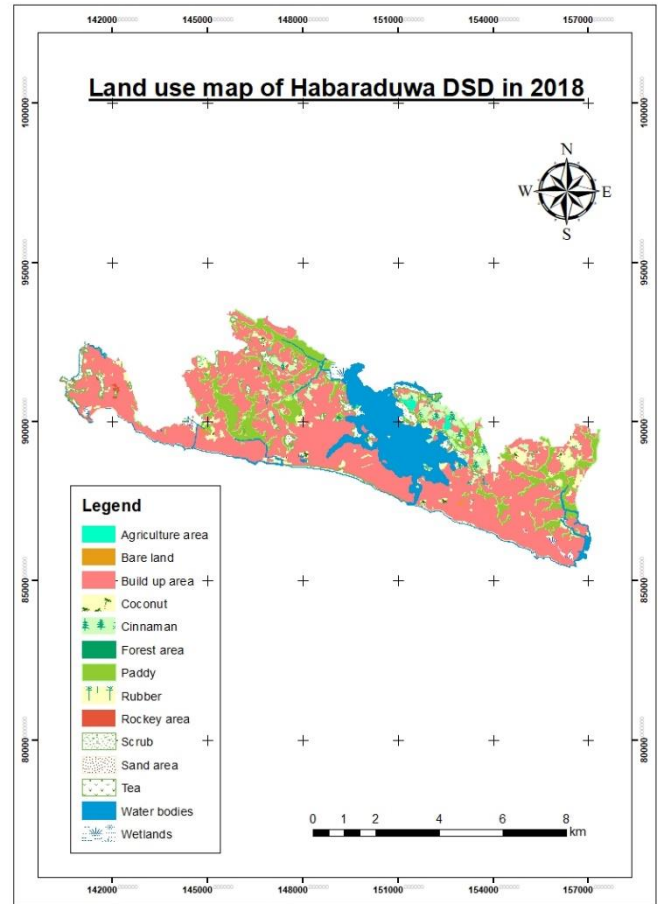 142000 145000 148000 151000 154000 157000
Land use map of Habaraduwa DSD in 2018
N
W E
S
100000 100000
95000 95000
90000 90000
85000 85000
80000 80000
Legend
Agriculture area
Bare land
Build up area
Coconut
Cinnaman
Forest area
Paddy
Rubber
Rockey area
Scrub
Sand area
Tea
Water bodies
Wetlands
0 1 2 4 6 8
km
142000 145000 148000 151000 154000 157000